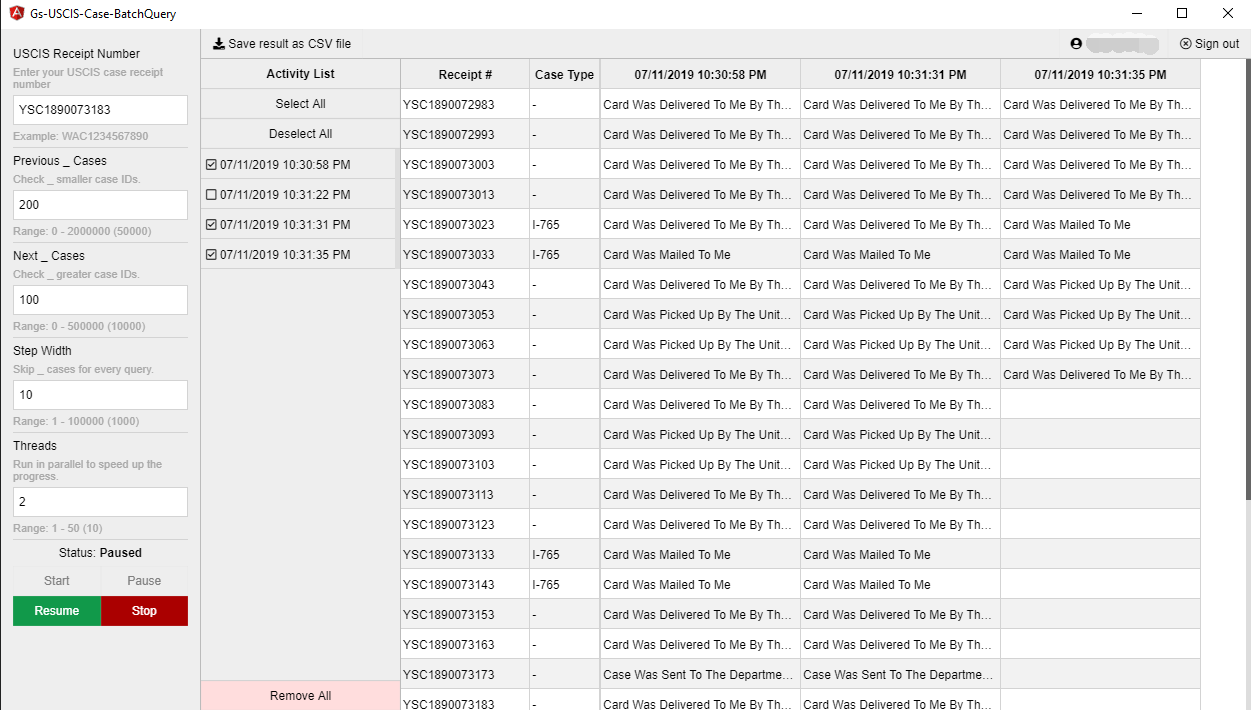 Gs-USCIS-Case-BatchQuery
USCIS Receipt Number
Enter your USCIS case receipt
number
YSC1890073183
Example: WAC1234567890
Previous _ Cases
Check _ smaller case IDs.
200
Range: 0 - 2000000 (50000)
Next _ Cases
Check _ greater case IDs.
100
Range: 0 - 500000 (10000)
Step Width
Skip _ cases for every query.
10
Range: 1 - 100000 (1000)
Threads
Run in parallel to speed up the
progress.
2
Range: 1 - 50 (10)
Status: Paused
Start Pause
Resume Stop
Save result as CSV file
Sign out
Activity List
Select All
Deselect All
07/11/2019 10:30:58 PM
07/11/2019 10:31:22 PM
07/11/2019 10:31:31 PM
07/11/2019 10:31:35 PM
Remove All
Receipt # Case Type 07/11/2019 10:30:58 PM 07/11/2019 10:31:31 PM 07/11/2019 10:31:35 PM
YSC1890072983 - Card Was Delivered To Me By Th... Card Was Delivered To Me By Th... Card Was Delivered To Me By Th...
YSC1890072993 - Card Was Delivered To Me By Th... Card Was Delivered To Me By Th... Card Was Delivered To Me By Th...
YSC1890073003 - Card Was Delivered To Me By Th... Card Was Delivered To Me By Th... Card Was Delivered To Me By Th...
YSC1890073013 - Card Was Delivered To Me By Th... Card Was Delivered To Me By Th... Card Was Delivered To Me By Th...
YSC1890073023 I-765 Card Was Delivered To Me By Th... Card Was Delivered To Me By Th... Card Was Mailed To Me
YSC1890073033 I-765 Card Was Mailed To Me Card Was Mailed To Me Card Was Mailed To Me
YSC1890073043 - Card Was Delivered To Me By Th... Card Was Delivered To Me By Th... Card Was Picked Up By The Unit...
YSC1890073053 - Card Was Picked Up By The Unit... Card Was Picked Up By The Unit... Card Was Picked Up By The Unit...
YSC1890073063 - Card Was Picked Up By The Unit... Card Was Picked Up By The Unit... Card Was Picked Up By The Unit...
YSC1890073073 - Card Was Delivered To Me By Th... Card Was Delivered To Me By Th... Card Was Delivered To Me By Th...
YSC1890073083 - Card Was Delivered To Me By Th... Card Was Delivered To Me By Th...
YSC1890073093 - Card Was Picked Up By The Unit... Card Was Picked Up By The Unit...
YSC1890073103 - Card Was Picked Up By The Unit... Card Was Picked Up By The Unit...
YSC1890073113 - Card Was Delivered To Me By Th... Card Was Delivered To Me By Th...
YSC1890073123 - Card Was Delivered To Me By Th... Card Was Delivered To Me By Th...
YSC1890073133 I-765 Card Was Mailed To Me Card Was Mailed To Me
YSC1890073143 I-765 Card Was Mailed To Me Card Was Mailed To Me
YSC1890073153 - Card Was Delivered To Me By Th... Card Was Delivered To Me By Th...
YSC1890073163 - Card Was Delivered To Me By Th... Card Was Delivered To Me By Th...
YSC1890073173 - Case Was Sent To The Departme... Case Was Sent To The Departme...
YSC1890073183 - Card Was Delivered To Me By Th... Card Was Delivered To Me By Th...